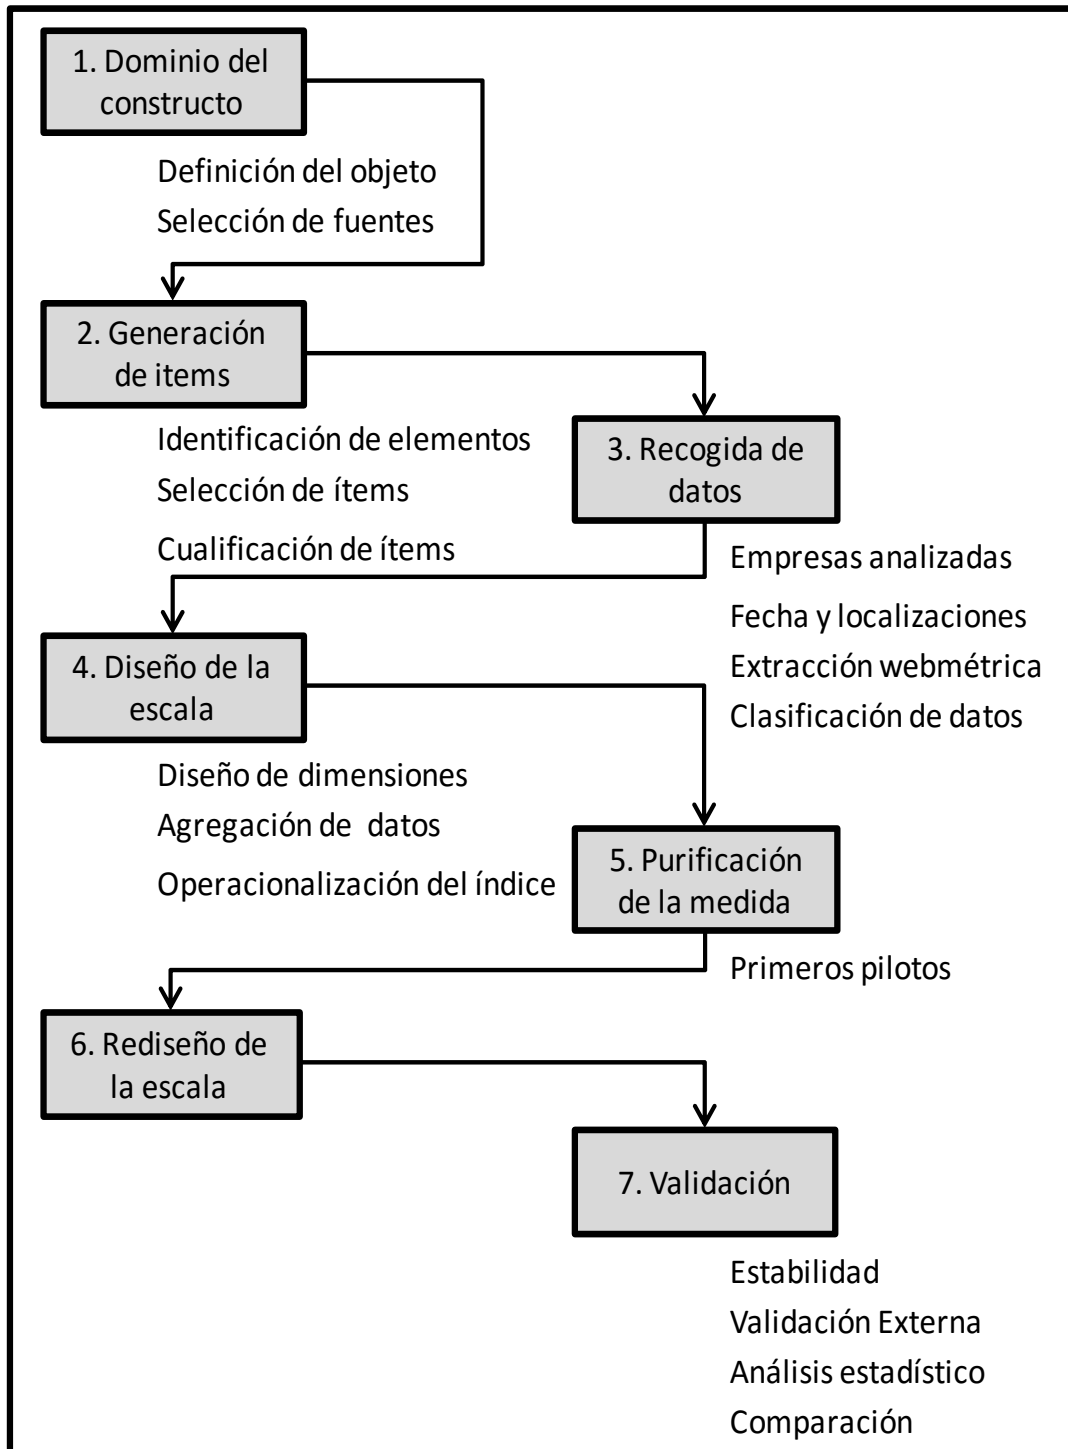 1. Dominio del
constructo
Definición del objeto
Selección de fuentes
2. Generación
de items
Identificación de elementos
Selección de ítems
Cualificación de ítems
3. Recogida de
datos
Empresas analizadas
Fecha y localizaciones
Extracción webmétrica
Clasificación de datos
4. Diseño de la
escala
Diseño de dimensiones
Agregación de datos
Operacionalización del índice
5. Purificación
de la medida
Primeros pilotos
6. Rediseño de
la escala
7. Validación
Estabilidad
Validación Externa
Análisis estadístico
Comparación